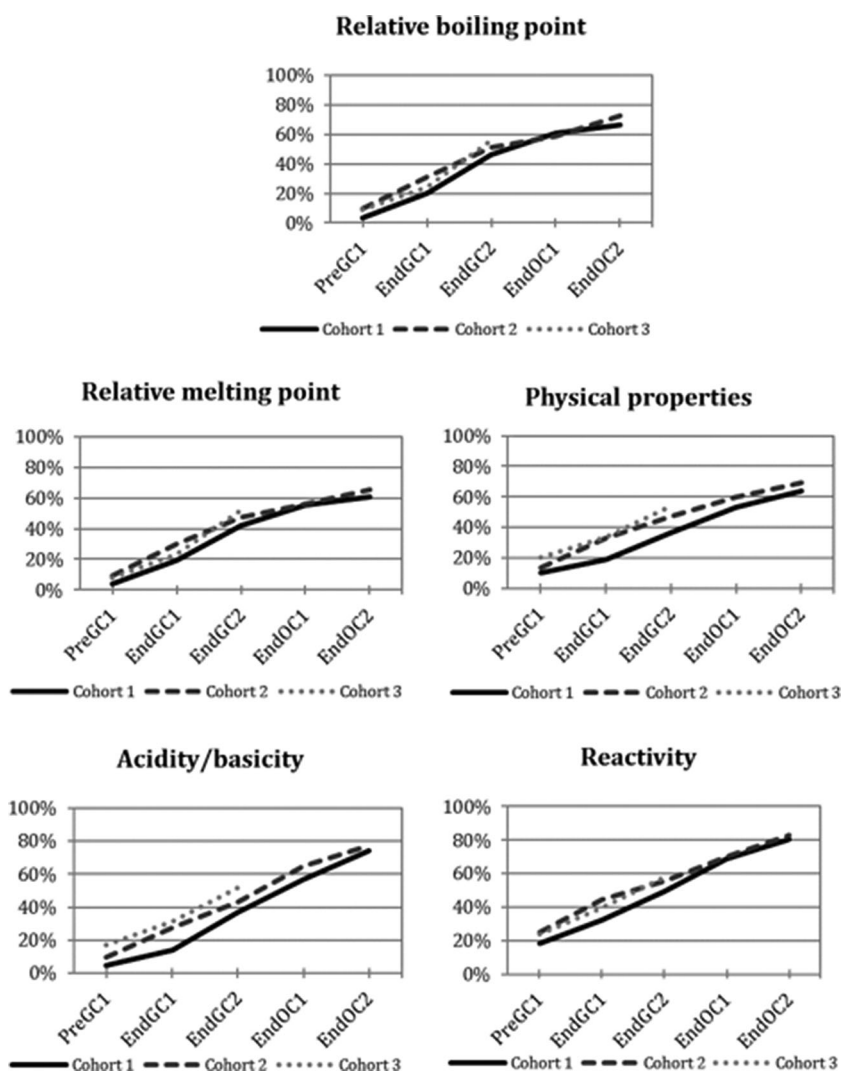 Relative boiling point
100%
80%
60%
40%
20%
0%
PreGC1
EndGC1
EndGC2
EndOC1
EndOC2
Cohort 1 Cohort 2 Cohort 3
Relative melting point
100%
80%
60%
40%
20%
0%
PreGC1
EndGC1
EndGC2
EndOC1
EndOC2
Cohort 1 Cohort 2 Cohort 3
Physical properties
100%
80%
60%
40%
20%
0%
PreGC1
EndGC1
EndGC2
EndOC1
EndOC2
Cohort 1 Cohort 2 Cohort 3
Acidity/basicity
100%
80%
60%
40%
20%
0%
PreGC1
EndGC1
EndGC2
EndOC1
EndOC2
Cohort 1 Cohort 2 Cohort 3
Reactivity
100%
80%
60%
40%
20%
0%
PreGC1
EndGC1
EndGC2
EndOC1
EndOC2
Cohort 1 Cohort 2 Cohort 3